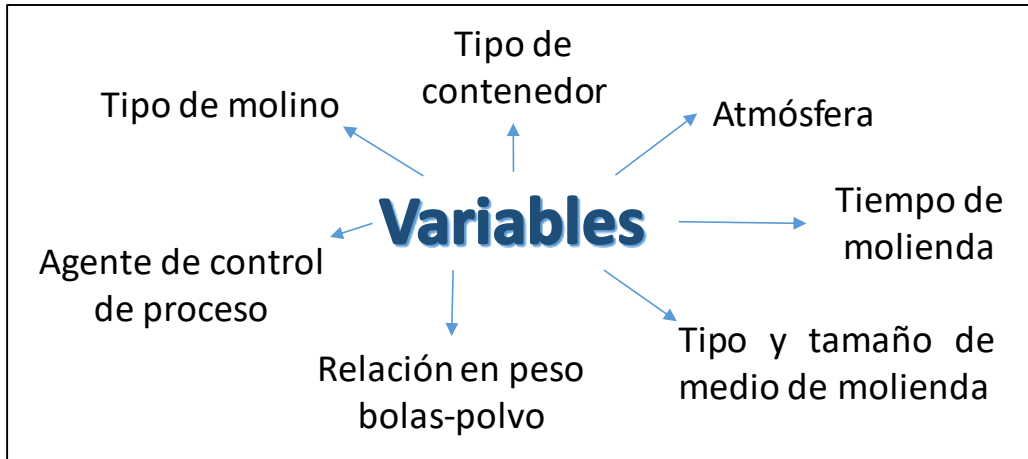 Tipo de
contenedor
Tipo de molino
Atmósfera
Variables
Tiempo de
molienda
Agente de control
de proceso
Relación en peso
bolas-polvo
Tipo y tamaño de
medio de molienda